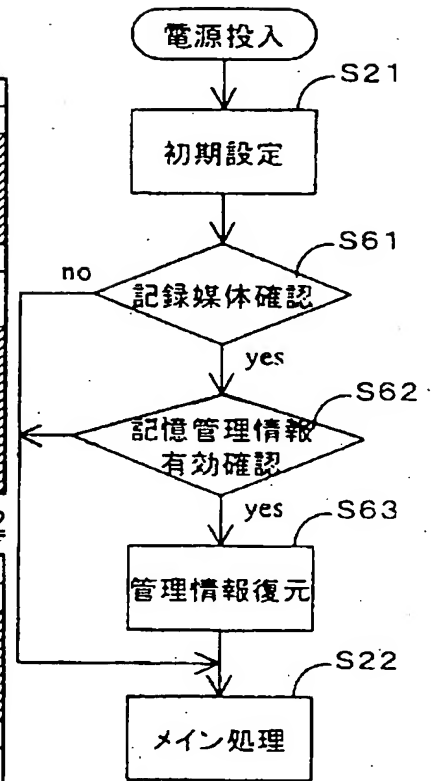 電源投入
S21
初期設定
S61
no
記録媒体確認
yes
S62
記憶管理情報
有効確認
yes
S63
管理情報復元
S22
メイン処理